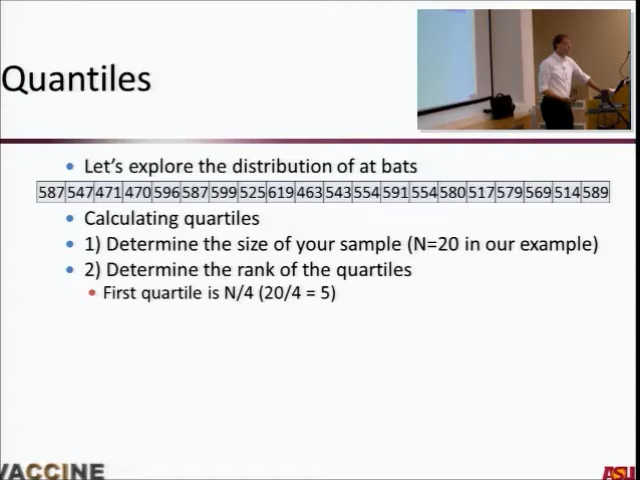 Quantiles
Let's explore the distribution of at bats
587 547 471 470 596 587 599 525 619 463 543 554 591 554 580 517 579 569 514 589
Calculating quartiles
1) Determine the size of your sample (N=20 in our example)
2) Determine the rank of the quartiles
First quartile is N/4 (20/4 = 5)
VACCINE
ASU